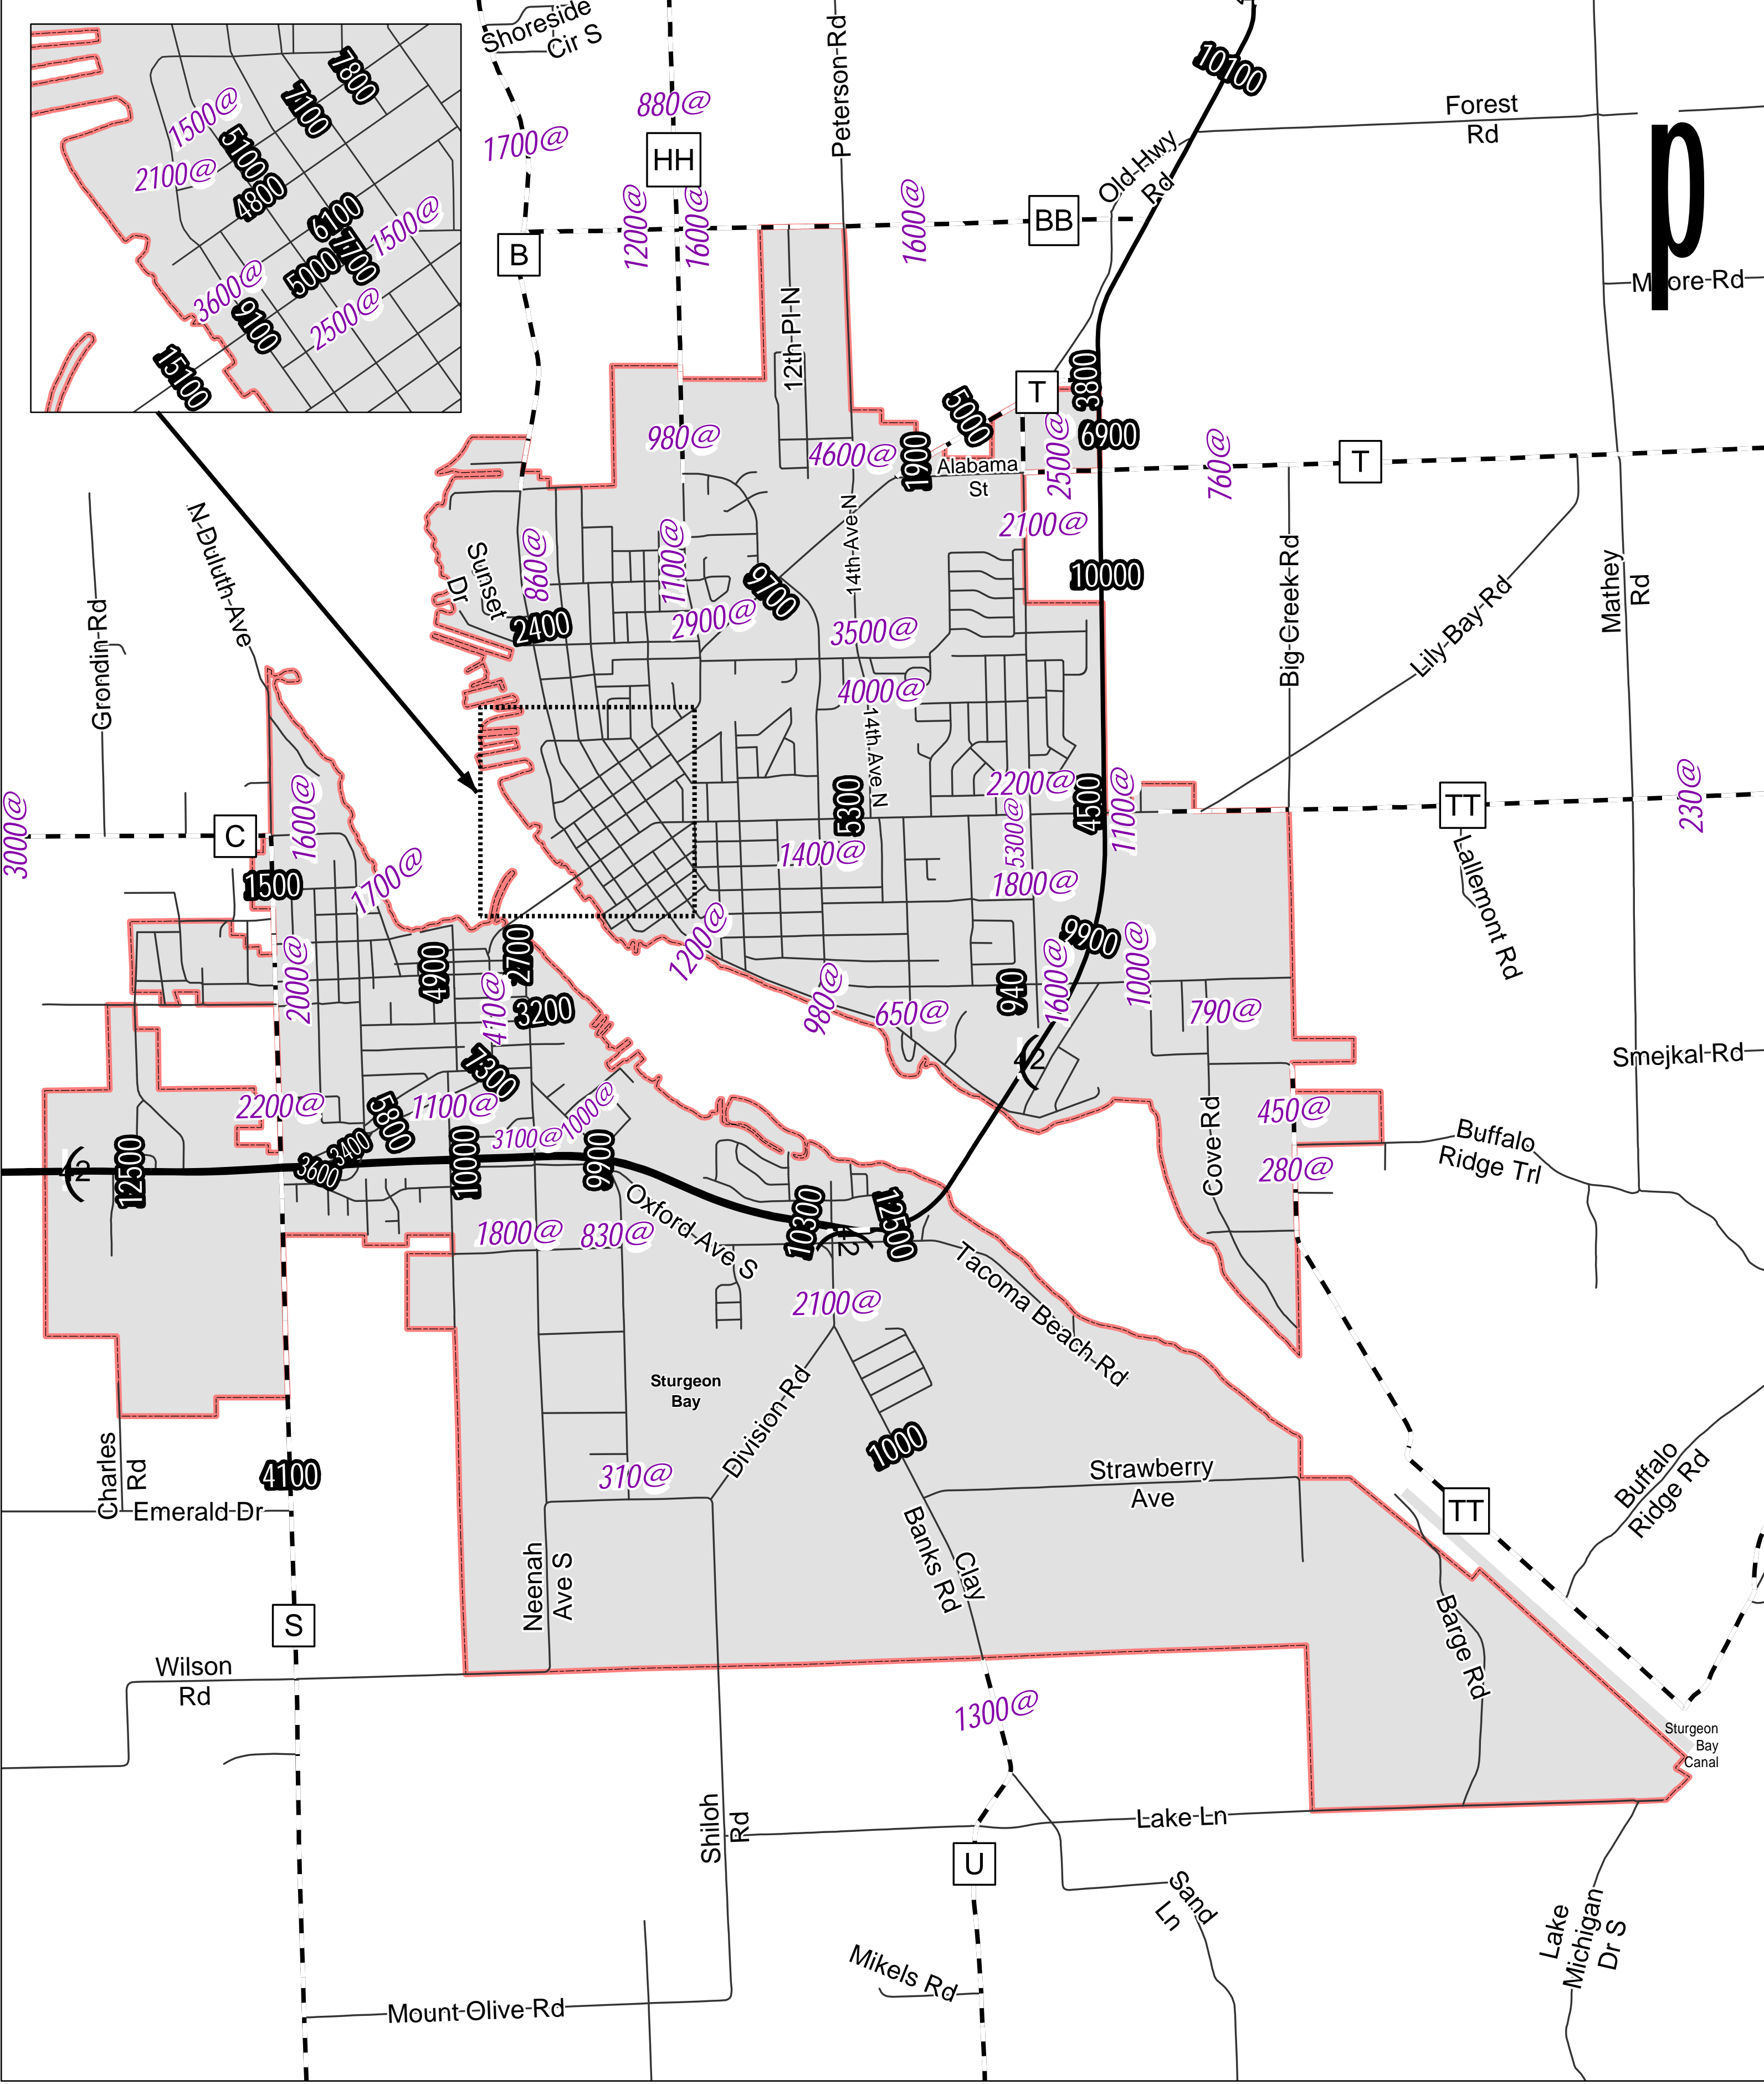 Shoreside
Cir S
Peterson-Rd
10100
Forest
Rd
p
7800
7100
1500@
5100
2100@
4800
6100
1500@
7700
5000
3600@
9100
2500@
15100
880@
1700@
HH
1200@
1600@
1600@
BB
B
Old-Hwy
Rd
Moore-Rd
12th-Pl-N
T
3800
5000
6900
980@
4600@
1900
Alabama
St
2500@
760@
T
2100@
14th-Ave-N
N-Duluth-Ave
Sunset
Dr
860@
1100@
9700
10000
Big-Creek-Rd
Lily-Bay-Rd
Mathey
Rd
Grondin-Rd
2400
2900@
3500@
4000@
14th-Ave N
5300
2200@
4500
1100@
TT
230@
3000@
C
1600@
1500
1700@
1400@
5300@
1800@
Lallemont Rd
9900
1200@
2000@
4900
2700
410@
3200
980@
650@
940
1600@
1000@
790@
42
Smejkal-Rd
7300
2200@
5800
1100@
1000@
3100@
3400
3600
10000
9900
42
12500
Cove-Rd
450@
280@
Buffalo
Ridge Trl
1800@
830@
Oxford-Ave S
10300
42
12500
Tacoma Beach-Rd
2100@
Sturgeon
Bay
Division-Rd
1000
310@
Strawberry
Ave
4100
Charles
Rd
Emerald-Dr
Buffalo
Ridge Rd
TT
Neenah
Ave S
Banks Rd
Clay
Barge Rd
S
Wilson
Rd
1300@
Sturgeon
Bay
Canal
Shiloh
Rd
Lake-Ln
U
Sand
Ln
Mikels Rd
Lake
Michigan
Dr S
Mount-Olive-Rd